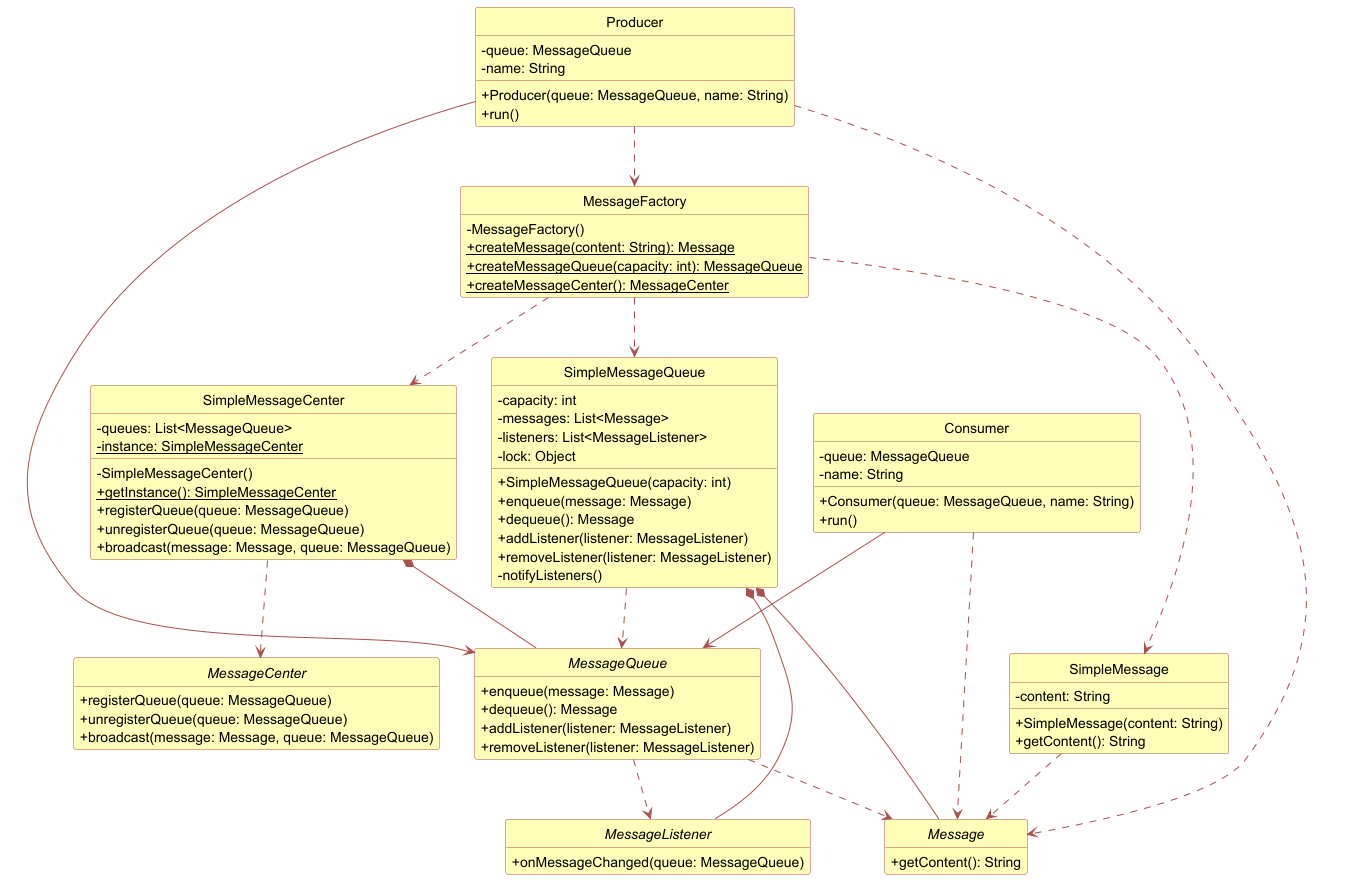 Producer
-queue: MessageQueue
-name: String
+Producer(queue: MessageQueue, name: String)
+run()
MessageFactory
-MessageFactory()
+createMessage(content: String): Message
+createMessageQueue(capacity: int): MessageQueue
+createMessageCenter(): MessageCenter
SimpleMessageCenter
-queues: List<MessageQueue>
-instance: SimpleMessageCenter
-SimpleMessageCenter()
+getInstance(): SimpleMessageCenter
+registerQueue(queue: MessageQueue)
+unregisterQueue(queue: MessageQueue)
+broadcast(message: Message, queue: MessageQueue)
SimpleMessageQueue
-capacity: int
-messages: List<Message>
-listeners: List<MessageListener>
-lock: Object
+SimpleMessageQueue(capacity: int)
+enqueue(message: Message)
+dequeue(): Message
+addListener(listener: MessageListener)
+removeListener(listener: MessageListener)
-notifyListeners()
Consumer
-queue: MessageQueue
-name: String
+Consumer(queue: MessageQueue, name: String)
+run()
MessageCenter
+registerQueue(queue: MessageQueue)
+unregisterQueue(queue: MessageQueue)
+broadcast(message: Message, queue: MessageQueue)
MessageQueue
+enqueue(message: Message)
+dequeue(): Message
+addListener(listener: MessageListener)
+removeListener(listener: MessageListener)
SimpleMessage
-content: String
+SimpleMessage(content: String)
+getContent(): String
MessageListener
+onMessageChanged(queue: MessageQueue)
Message
+getContent(): String